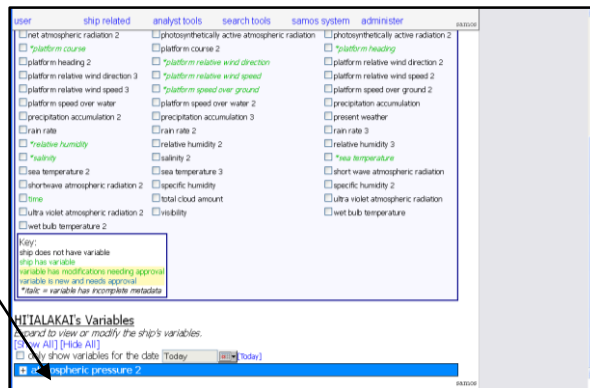 user ship related analyst tools search tools samos system administer
net atmospheric radiation 2 photosynthetically active atmospheric radiation photosynthetically active radiation 2
*platform course platform course 2 *platform heading
platform heading 2 *platform relative wind direction platform relative wind direction 2
platform relative wind direction 3 *platform relative wind speed platform relative wind speed 2
platform relative wind speed 3 *platform speed over ground platform speed over ground 2
platform speed over water platform speed over water 2 precipitation accumulation
precipitation accumulation 2 precipitation accumulation 3 present weather
rain rate rain rate 2 rain rate 3
*relative humidity relative humidity 2 relative humidity 3
*salinity salinity 2 *sea temperature
sea temperature 2 sea temperature 3 short wave atmospheric radiation
shortwave atmospheric radiation 2 specific humidity specific humidity 2
time total cloud amount ultra violet atmospheric radiation
ultra violet atmospheric radiation 2 visibility wet bulb temperature
wet bulb temperature 2
Key:
ship does not have variable
ship has variable
variable has modifications needing approval
variable is new and needs approval
*italic = variable has incomplete metadata
HI'IALAKAI's Variables
Expand to view or modify the ship's variables.
[Show All] [Hide All]
only show variables for the date Today [Today]
+ atmospheric pressure 2